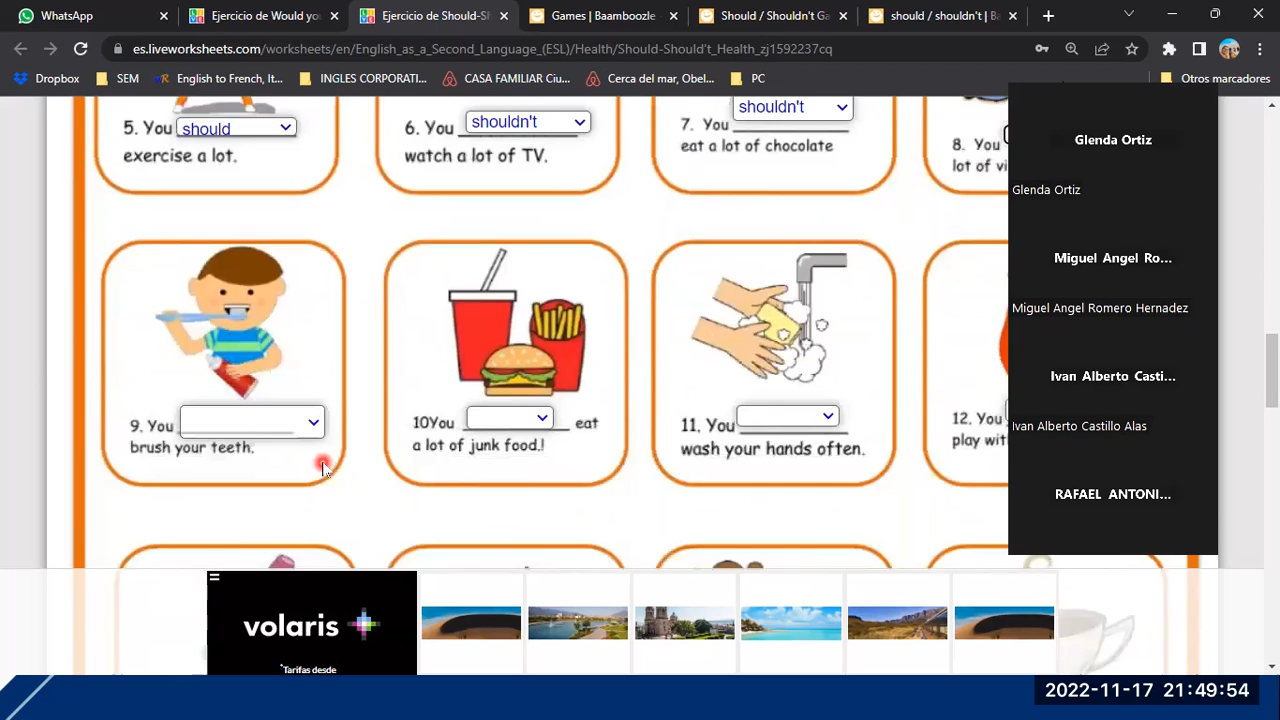 WhatsApp
Ejercicio de Would you
Ejercicio de Should-Sh
Games | Baamboozle
Should / Shouldn't Ga
should / shouldn't | B
es.liveworksheets.com/worksheets/en/English_as_a_Second_Language_(ESL)/Health/Should-Should't_Health_zj1592237cq
Dropbox
SEM
English to French, It...
INGLES CORPORATI...
CASA FAMILIAR Ciu...
Cerca del mar, Obel...
PC
Otros marcadores
5. You should
exercise a lot.
6. You shouldn't
watch a lot of TV.
7. You shouldn't
eat a lot of chocolate
8. You
lot of vi
9. You
brush your teeth.
10You eat
a lot of junk food.!
11. You
wash your hands often.
12. You
play wit
Glenda Ortiz
Glenda Ortiz
Miguel Angel Ro...
Miguel Angel Romero Hernadez
Ivan Alberto Casti...
Ivan Alberto Castillo Alas
RAFAEL ANTONI...
volaris
*Tarifas desde
2022-11-17 21:49:54